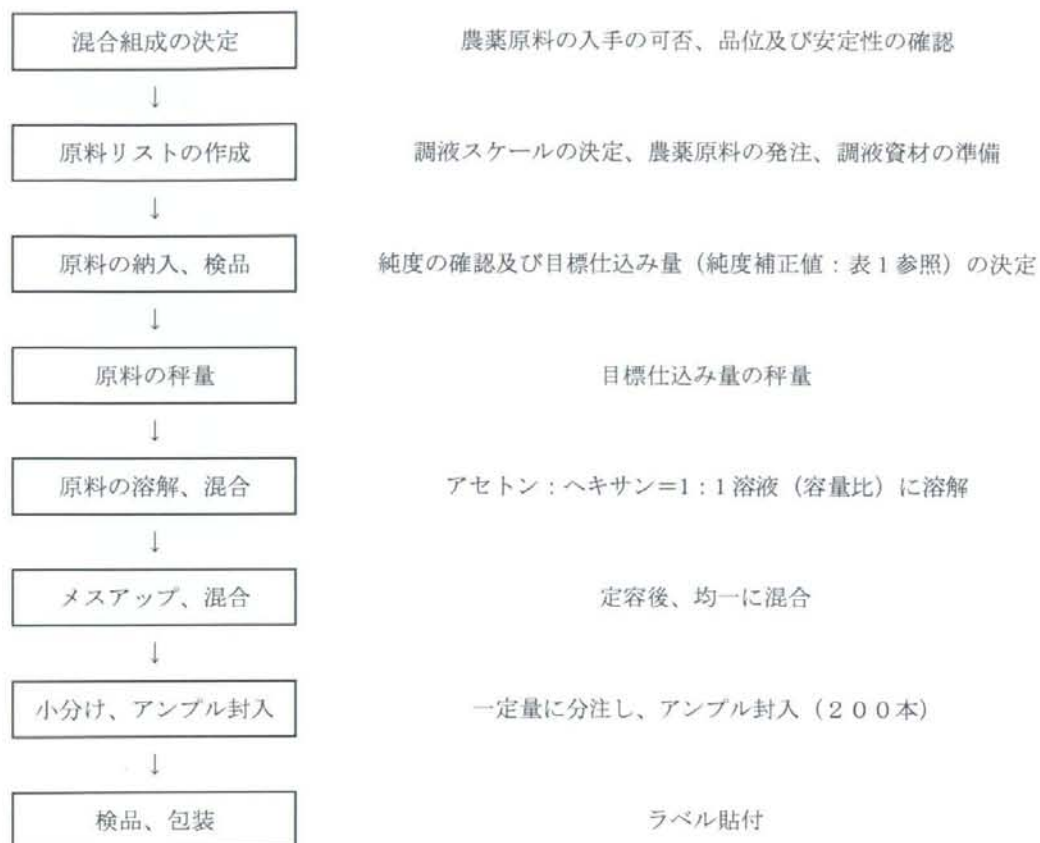 混合組成の決定 農薬原料の入手の可否、品位及び安定性の確認
↓
原料リストの作成 調液スケールの決定、農薬原料の発注、調液資材の準備
↓
原料の納入、検品 純度の確認及び目標仕込み量（純度補正値：表１参照）の決定
↓
原料の秤量 目標仕込み量の秤量
↓
原料の溶解、混合 アセトン：ヘキサン＝1：1溶液（容量比）に溶解
↓
メスアップ、混合 定容後、均一に混合
↓
小分け、アンプル封入 一定量に分注し、アンプル封入（２００本）
↓
検品、包装 ラベル貼付